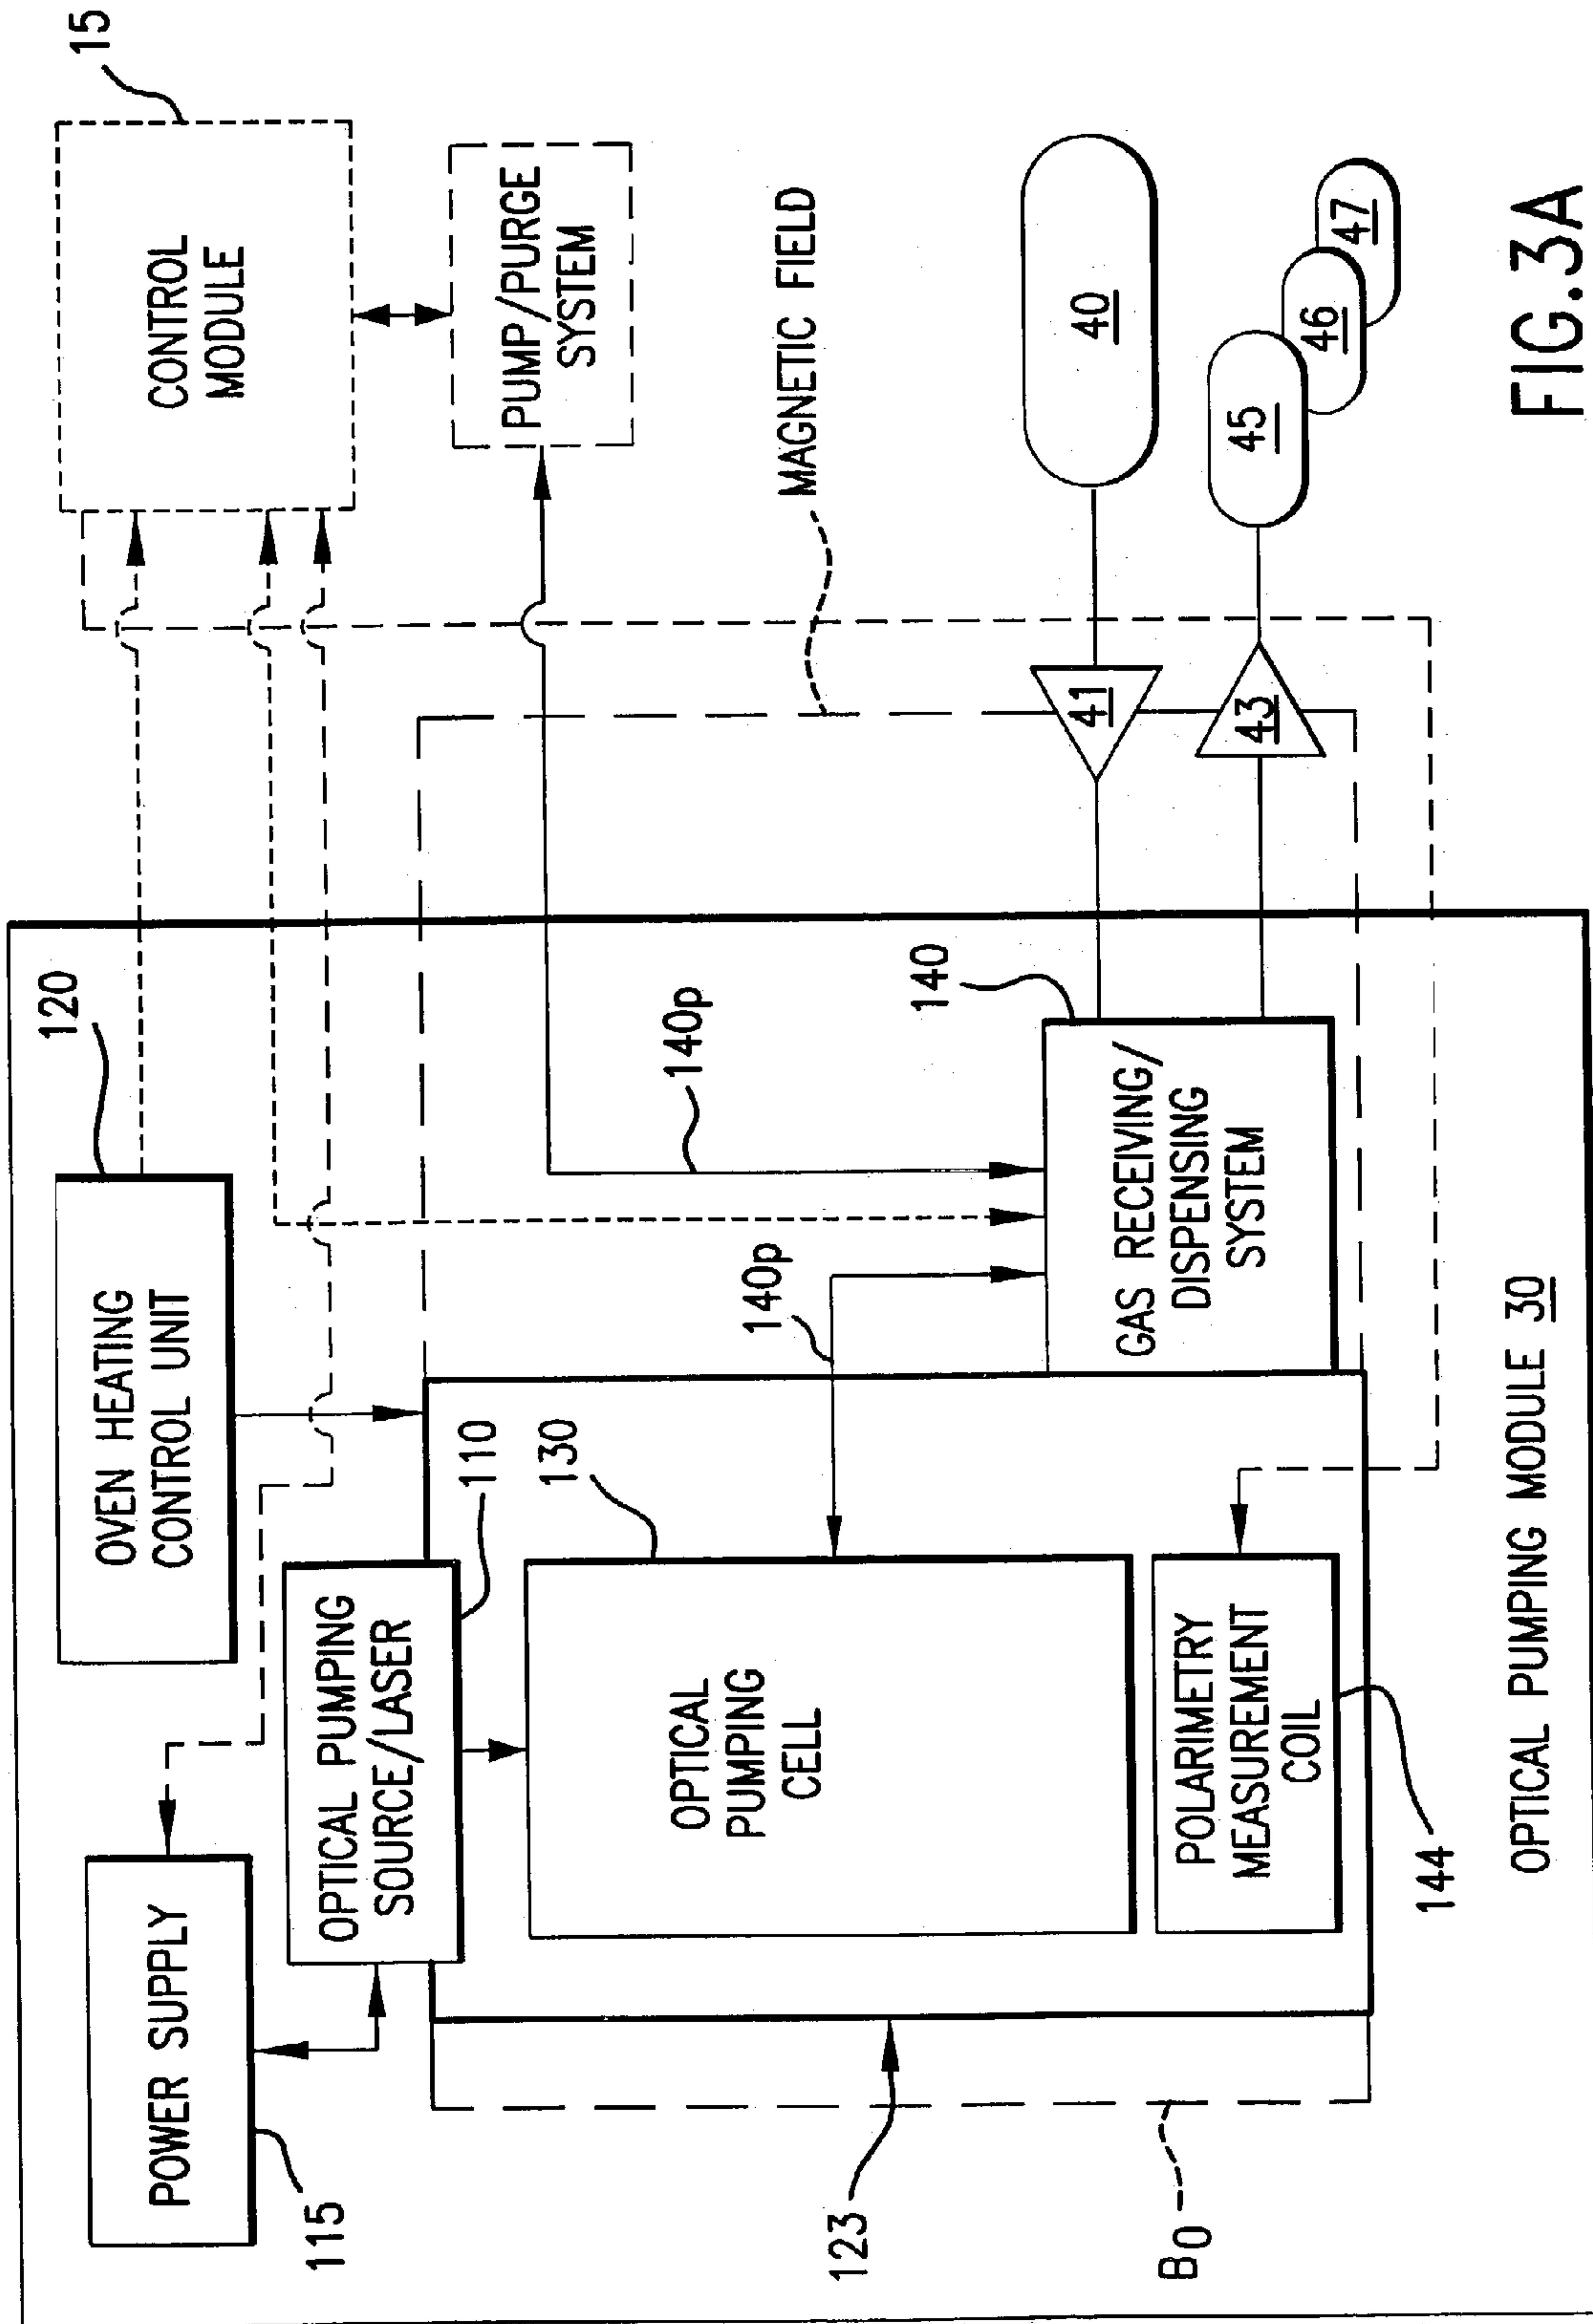 15
CONTROL
MODULE
PUMP/PURGE
SYSTEM
MAGNETIC FIELD
40
41
43
45
46
47
120
OVEN HEATING
CONTROL UNIT
POWER SUPPLY
115
OPTICAL PUMPING
SOURCE/LASER
110
130
OPTICAL
PUMPING
CELL
POLARIMETRY
MEASUREMENT
COIL
144
140p
140p
140
GAS RECEIVING/
DISPENSING
SYSTEM
123
B0
OPTICAL PUMPING MODULE 30
FIG.3A